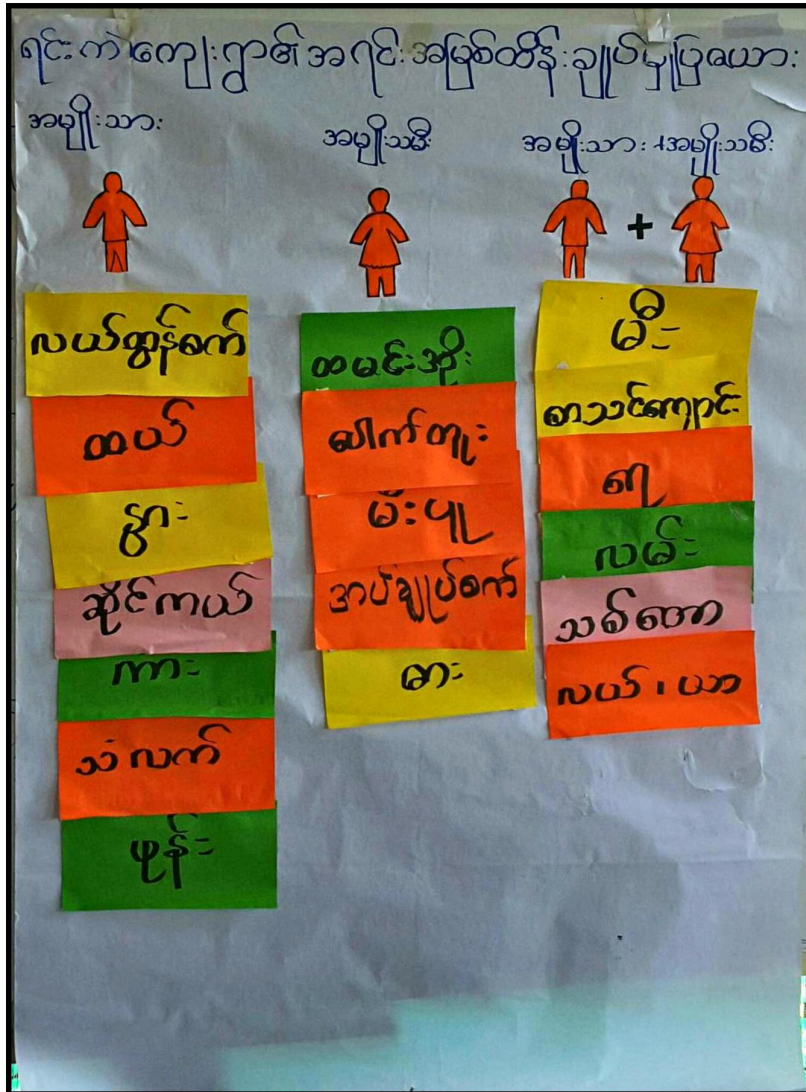 ရင်းကဲကျေးရွာ၏အရင်းအမြစ်ထိန်းချုပ်မှုပြဇယား
အမျိုးသား
အမျိုးသမီး
အမျိုးသား + အမျိုးသမီး
+
လယ်ထွန်စက်
ထယ်
နွား
ဆိုင်ကယ်
ကား
သံလက်
ဖုန်း
ထမင်းအိုး
ပေါက်တူး
မီးပူ
အပ်ချုပ်စက်
ဓား
မီး
စာသင်ကျောင်း
ရေ
လမ်း
သစ်တော
လယ်၊ယာ